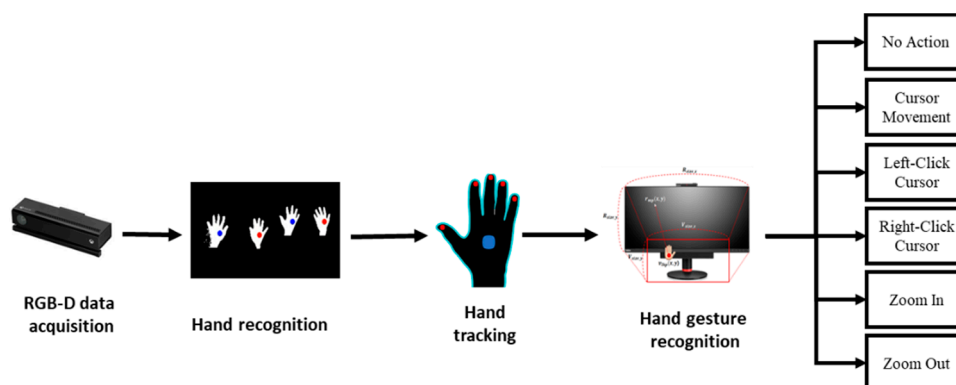 RGB-D data
acquisition
Hand recognition
Hand
tracking
Hand gesture
recognition
No Action
Cursor
Movement
Left-Click
Cursor
Right-Click
Cursor
Zoom In
Zoom Out